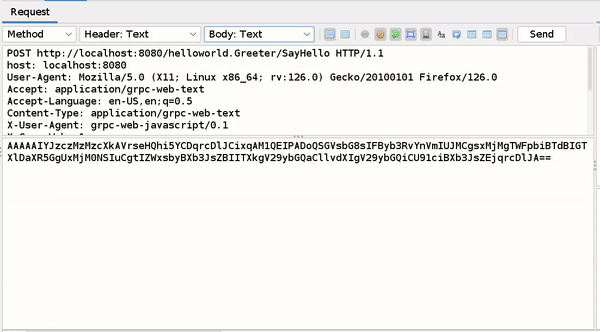 Request
Method Header: Text Body: Text Send
POST http://localhost:8080/helloworld.Greeter/SayHello HTTP/1.1
host: localhost:8080
User-Agent: Mozilla/5.0 (X11; Linux x86_64; rv:126.0) Gecko/20100101 Firefox/126.0
Accept: application/grpc-web-text
Accept-Language: en-US,en;q=0.5
Content-Type: application/grpc-web-text
X-User-Agent: grpc-web-javascript/0.1
AAAAAIYJzczMzMzcXkAVrseHQhi5YCDqrcDlJCixqAM1QEIPADoQSGVsbG8sIFByb3RvYnVmIUJMCgsxMjMgTWFpbiBTdBIGT
XlDaXR5GgUxMjM0NSIuCgtIZWxsbyBXb3JsZBIITXkgV29ybGQaCllvdXIgV29ybGQiCU91ciBXb3JsZEjqrcDlJA==